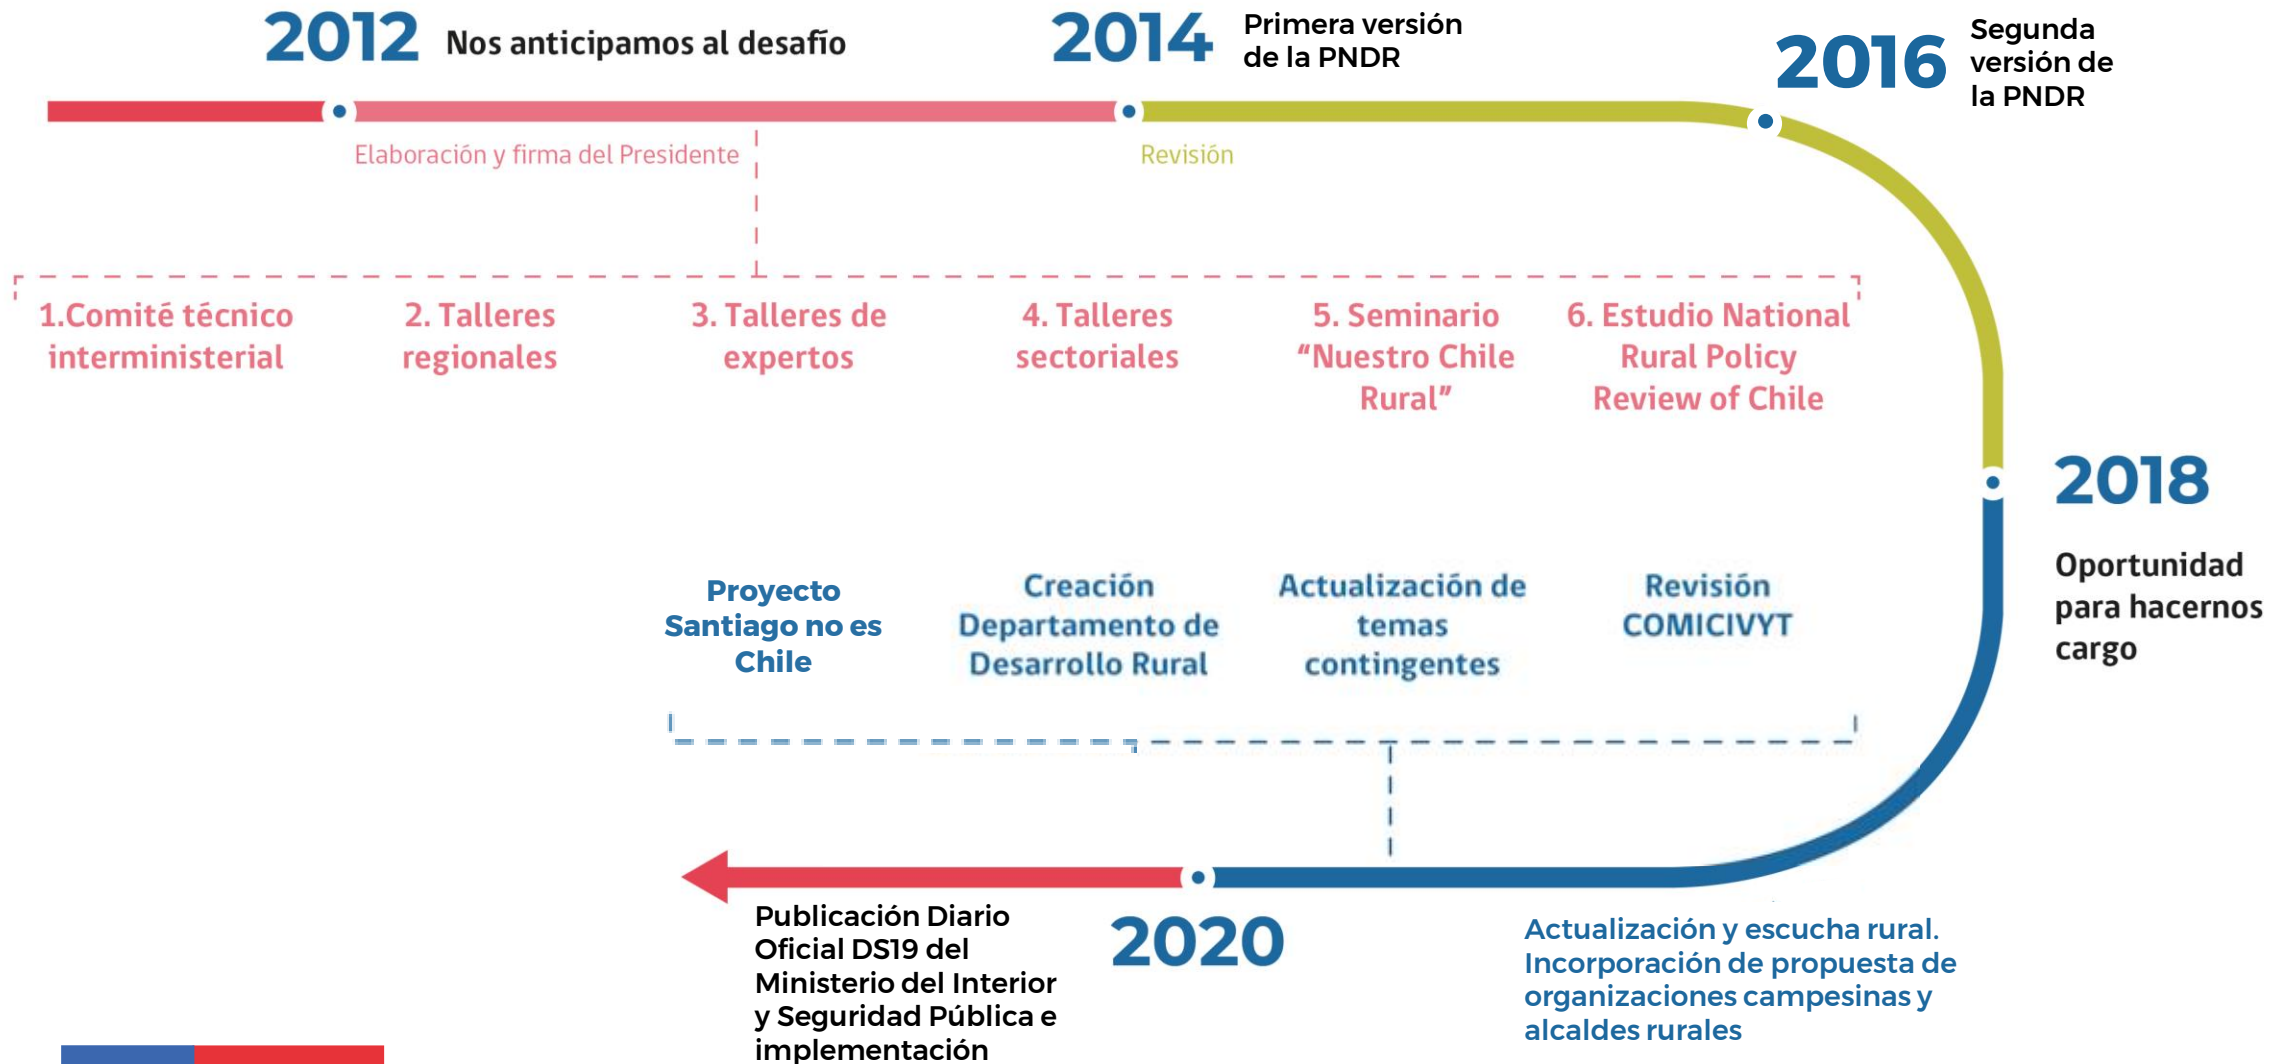 2012 Nos anticipamos al desafío
2014 Primera versión
de la PNDR
2016 Segunda
versión de
la PNDR
Elaboración y firma del Presidente
Revisión
1.Comité técnico
interministerial
2. Talleres
regionales
3. Talleres de
expertos
4. Talleres
sectoriales
5. Seminario
“Nuestro Chile
Rural”
6. Estudio National
Rural Policy
Review of Chile
2018
Oportunidad
para hacernos
cargo
Proyecto
Santiago no es
Chile
Creación
Departamento de
Desarrollo Rural
Actualización de
temas
contingentes
Revisión
COMICIVYT
Publicación Diario
Oficial DS19 del
Ministerio del Interior
y Seguridad Pública e
implementación
2020
Actualización y escucha rural.
Incorporación de propuesta de
organizaciones campesinas y
alcaldes rurales